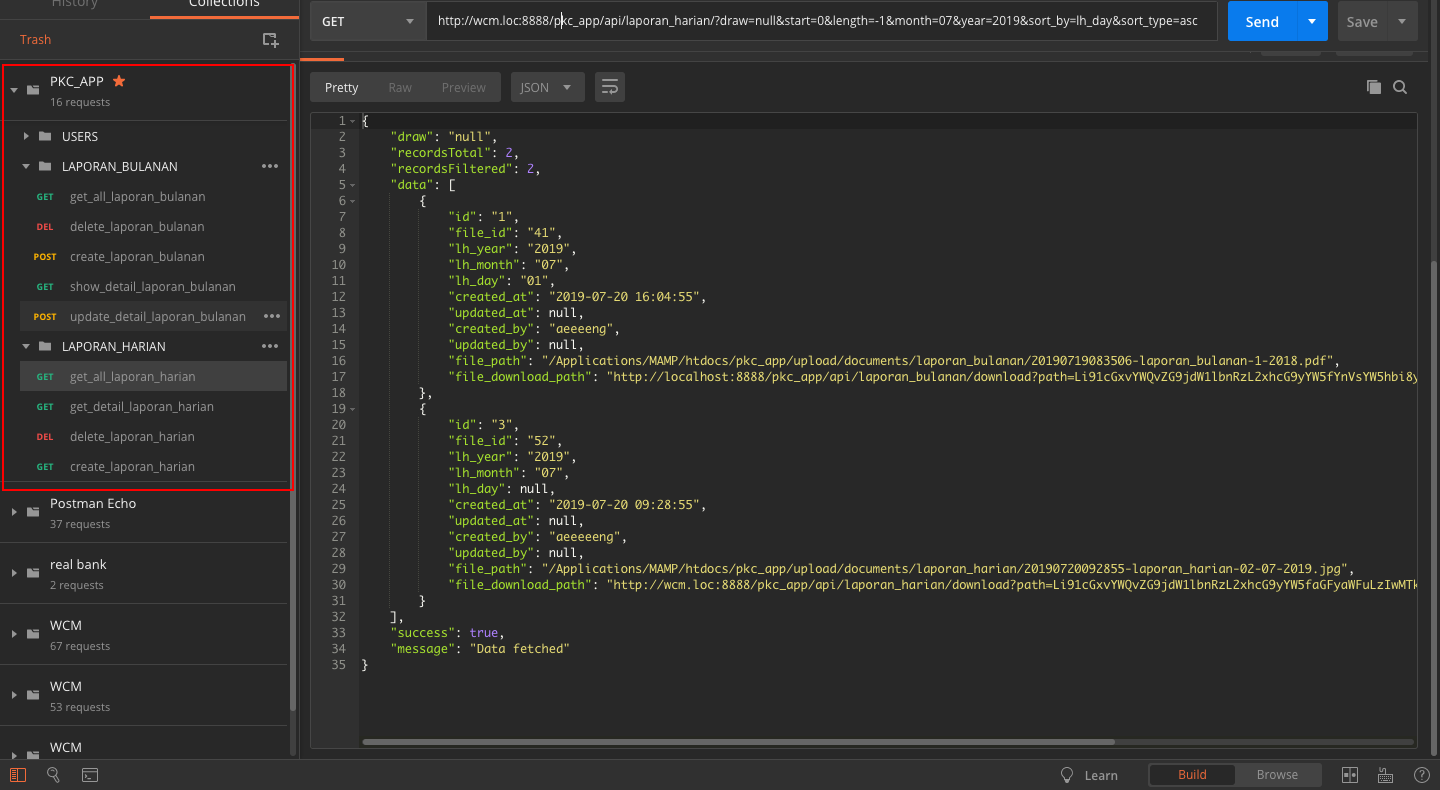 History
Collections
Trash
PKC_APP
16 requests
USERS
LAPORAN_BULANAN
GET get_all_laporan_bulanan
DEL delete_laporan_bulanan
POST create_laporan_bulanan
GET show_detail_laporan_bulanan
POST update_detail_laporan_bulanan
LAPORAN_HARIAN
GET get_all_laporan_harian
GET get_detail_laporan_harian
DEL delete_laporan_harian
GET create_laporan_harian
Postman Echo
37 requests
real bank
2 requests
WCM
67 requests
WCM
53 requests
WCM
GET
http://wcm.loc:8888/pkc_app/api/laporan_harian/?draw=null&start=0&length=-1&month=07&year=2019&sort_by=lh_day&sort_type=asc
Send
Save
Pretty Raw Preview JSON
1 {
2 "draw": "null",
3 "recordsTotal": 2,
4 "recordsFiltered": 2,
5 "data": [
6 {
7 "id": "1",
8 "file_id": "41",
9 "lh_year": "2019",
10 "lh_month": "07",
11 "lh_day": "01",
12 "created_at": "2019-07-20 16:04:55",
13 "updated_at": null,
14 "created_by": "aeeeeng",
15 "updated_by": null,
16 "file_path": "/Applications/MAMP/htdocs/pkc_app/upload/documents/laporan_bulanan/20190719083506-laporan_bulanan-1-2018.pdf",
17 "file_download_path": "http://localhost:8888/pkc_app/api/laporan_bulanan/download?path=Li91cGxvYWQvZG9jdW1lbnRzL2xhcG9yYW5fYnVsYW5hbi8y
18 },
19 {
20 "id": "3",
21 "file_id": "52",
22 "lh_year": "2019",
23 "lh_month": "07",
24 "lh_day": null,
25 "created_at": "2019-07-20 09:28:55",
26 "updated_at": null,
27 "created_by": "aeeeeeng",
28 "updated_by": null,
29 "file_path": "/Applications/MAMP/htdocs/pkc_app/upload/documents/laporan_harian/20190720092855-laporan_harian-02-07-2019.jpg",
30 "file_download_path": "http://wcm.loc:8888/pkc_app/api/laporan_harian/download?path=Li91cGxvYWQvZG9jdW1lbnRzL2xhcG9yYW5faGFyaWFuLzIwMTk
31 }
32 ],
33 "success": true,
34 "message": "Data fetched"
35 }
Learn
Build
Browse